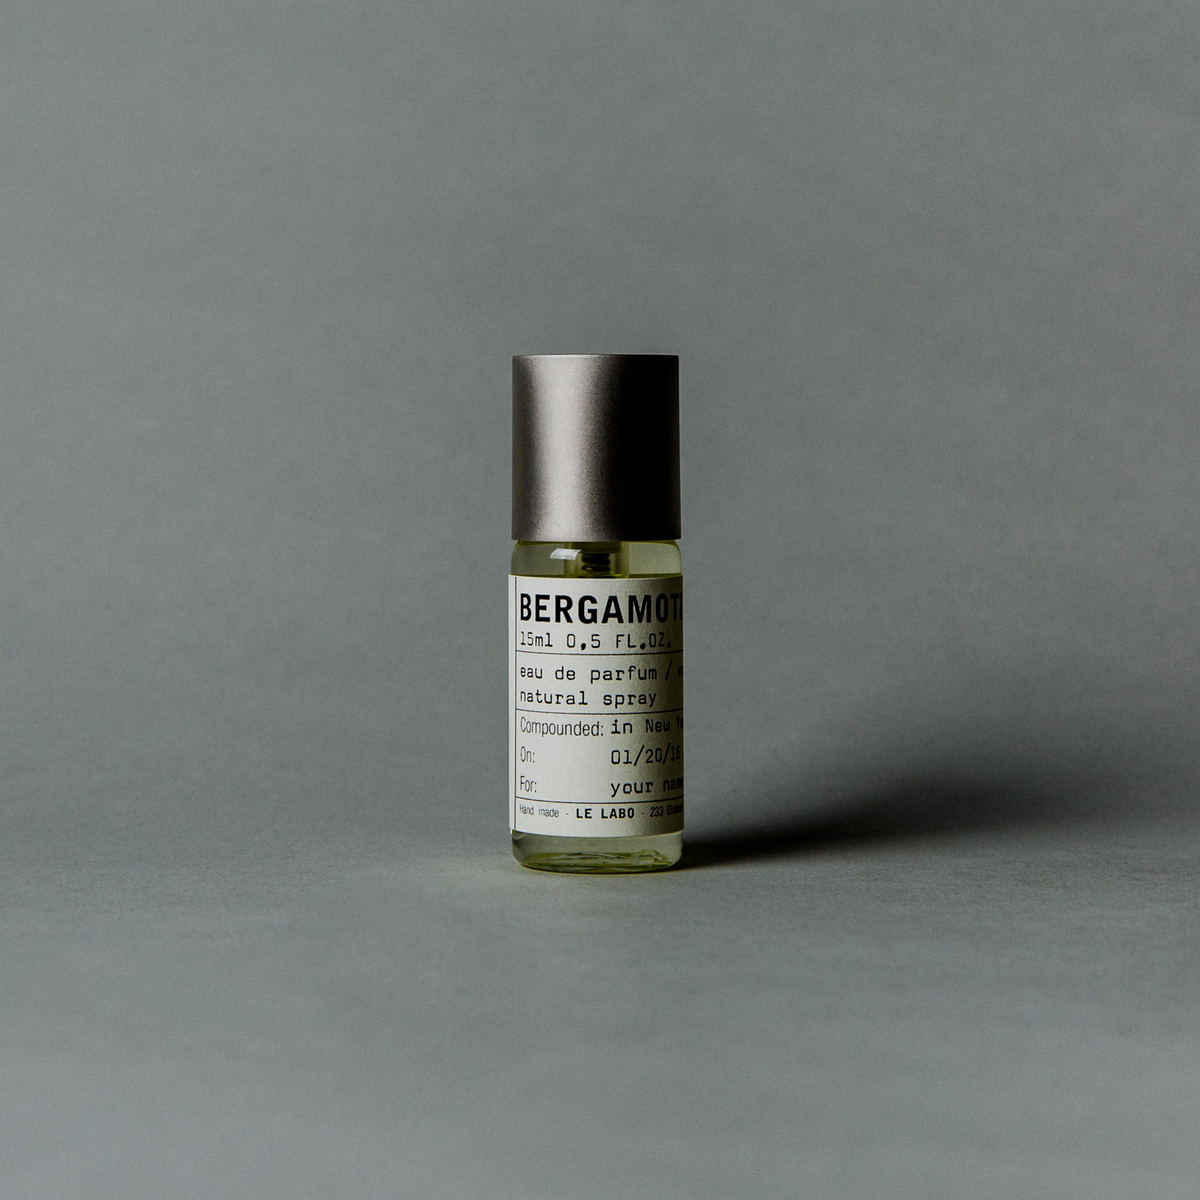 BERGAMOT
15ml 0,5 FL.OZ.
eau de parfum /
natural spray
Compounded: in New
On: 01/20/16
For: your name
Hand made - LE LABO - 233